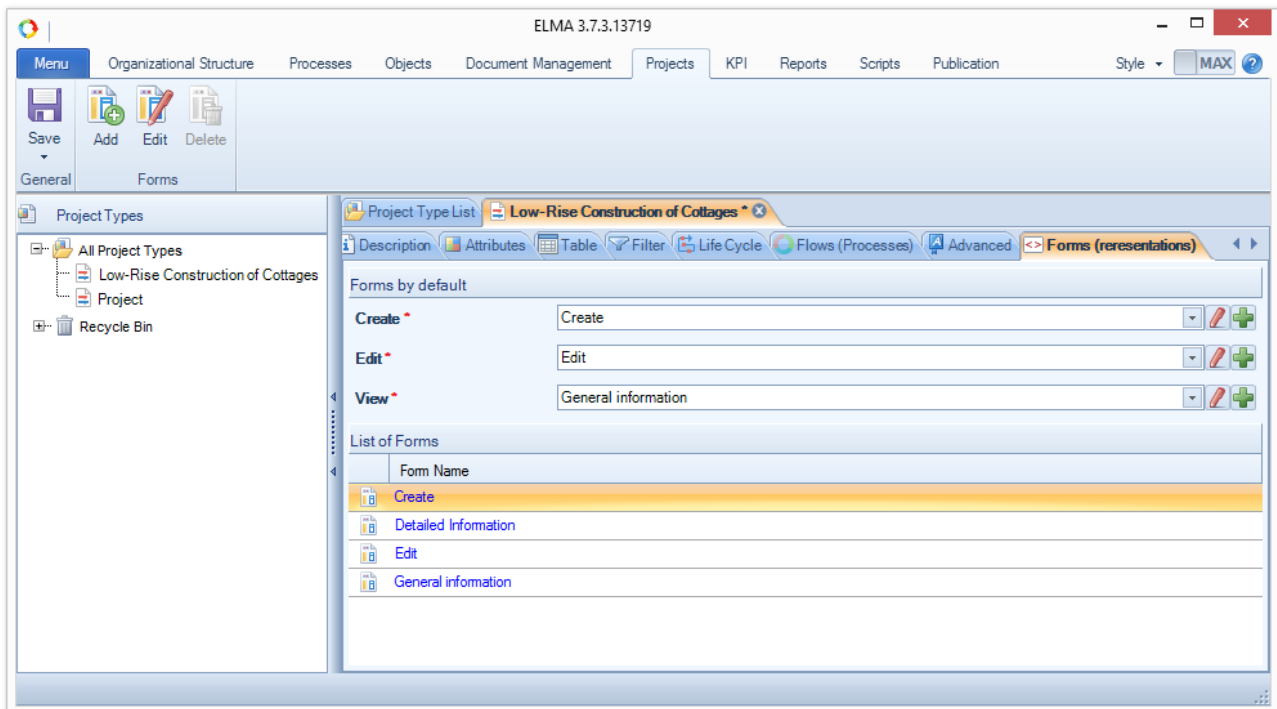 ELMA 3.7.3.13719
Menu Organizational Structure Processes Objects Document Management Projects KPI Reports Scripts Publication Style MAX ?
Save Add Edit Delete
General Forms
Project Types
All Project Types
Low-Rise Construction of Cottages
Project
Recycle Bin
Project Type List Low-Rise Construction of Cottages *
Description Attributes Table Filter Life Cycle Flows (Processes) Advanced Forms (reresentations)
Forms by default
Create * Create
Edit * Edit
View * General information
List of Forms
Form Name
Create
Detailed Information
Edit
General information